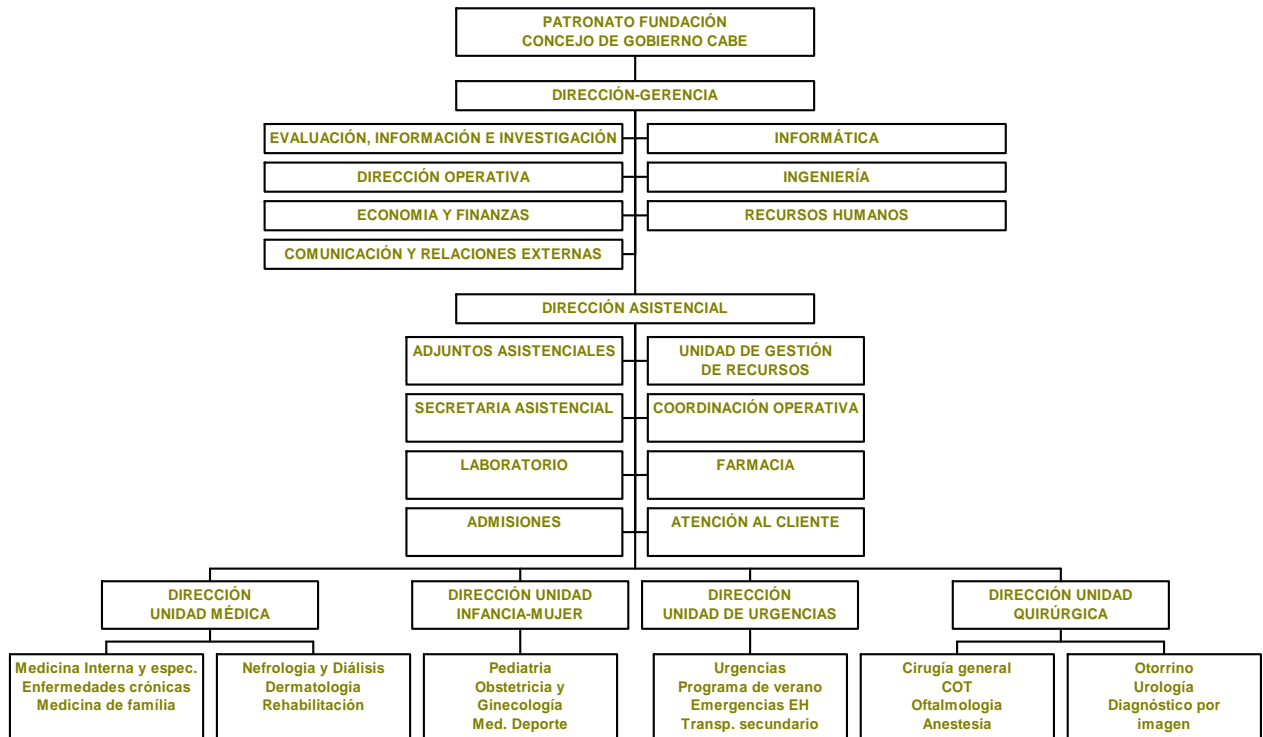 PATRONATO FUNDACIÓN
CONCEJO DE GOBIERNO CABE
DIRECCIÓN-GERENCIA
EVALUACIÓN, INFORMACIÓN E INVESTIGACIÓN
INFORMÁTICA
DIRECCIÓN OPERATIVA
INGENIERÍA
ECONOMIA Y FINANZAS
RECURSOS HUMANOS
COMUNICACIÓN Y RELACIONES EXTERNAS
DIRECCIÓN ASISTENCIAL
ADJUNTOS ASISTENCIALES
UNIDAD DE GESTIÓN
DE RECURSOS
SECRETARIA ASISTENCIAL
COORDINACIÓN OPERATIVA
LABORATORIO
FARMACIA
ADMISIONES
ATENCIÓN AL CLIENTE
DIRECCIÓN
UNIDAD MÉDICA
DIRECCIÓN UNIDAD
INFANCIA-MUJER
DIRECCIÓN
UNIDAD DE URGENCIAS
DIRECCIÓN UNIDAD
QUIRÚRGICA
Medicina Interna y espec.
Enfermedades crónicas
Medicina de família
Nefrologia y Diálisis
Dermatologia
Rehabilitación
Pediatria
Obstetricia y
Ginecología
Med. Deporte
Urgencias
Programa de verano
Emergencias EH
Transp. secundario
Cirugía general
COT
Oftalmologia
Anestesia
Otorrino
Urología
Diagnóstico por
imagen